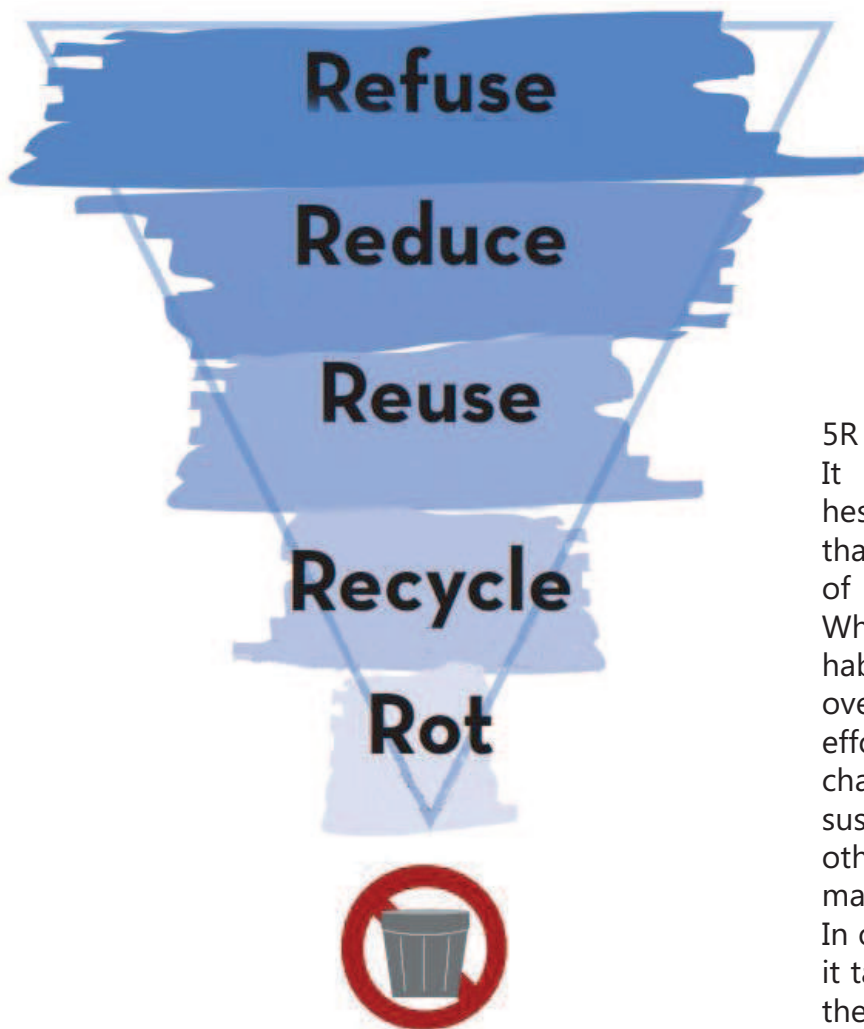 Refuse
Reduce
Reuse
Recycle
Rot
5R
It
hes
tha
of
Wh
hab
ove
effo
cha
sus
oth
ma
In o
it ta
the